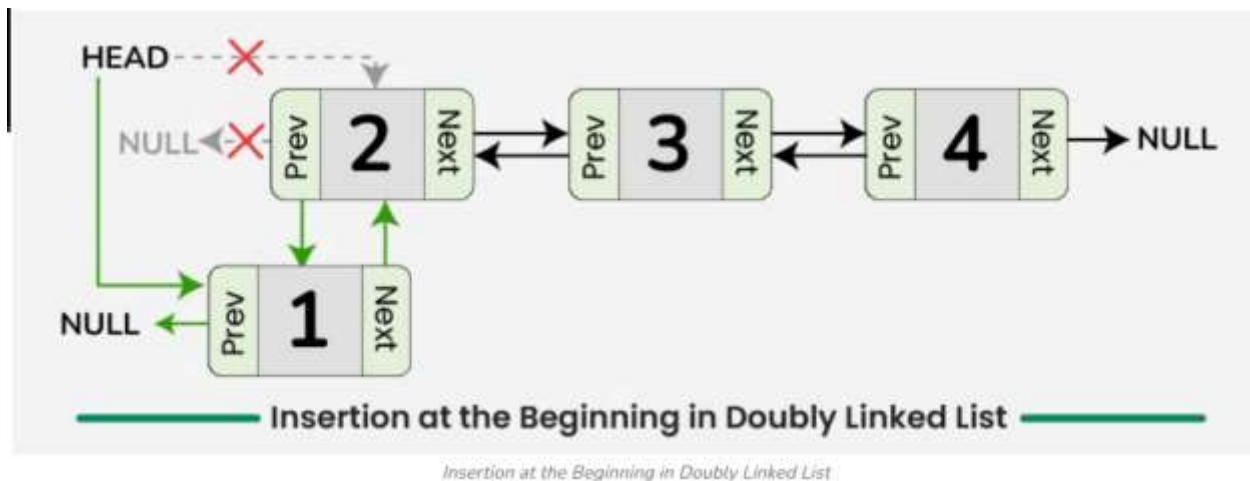 HEAD
NULL
Prev 2 Next
Prev 3 Next
Prev 4 Next
NULL
NULL
Prev 1 Next
Insertion at the Beginning in Doubly Linked List
Insertion at the Beginning in Doubly Linked List